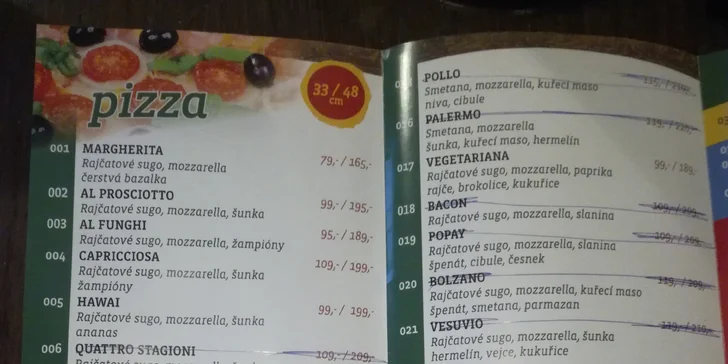 pizza
33 / 48
cm
001 MARGHERITA
Rajčatové sugo, mozzarella 79,-/ 165,-
čerstvá bazalka
002 AL PROSCIOTTO
Rajčatové sugo, mozzarella, šunka 99,-/ 195,-
003 AL FUNGHI
Rajčatové sugo, mozzarella, žampióny 95,-/ 189,-
004 CAPRICCIOSA
Rajčatové sugo, mozzarella, šunka 109,-/ 199,-
žampióny
005 HAWAI
Rajčatové sugo, mozzarella, šunka 99,-/ 199,-
ananas
006 QUATTRO STAGIONI 109,-/ 209,-
POLLO
Smetana, mozzarella, kuřecí maso
niva, cibule
PALERMO
Smetana, mozzarella
šunka, kuřecí maso, hermelín
017 VEGETARIANA 99,-/ 189,
Rajčatové sugo, mozzarella, paprika
rajče, brokolice, kukuřice
018 BACON
Rajčatové sugo, mozzarella, slanina
019 POPAY
Rajčatové sugo, mozzarella, slanina
špenát, cibule, česnek
020 BOLZANO
Rajčatové sugo, mozzarella, kuřecí maso
špenát, smetana, parmazan
021 VESUVIO
Rajčatové sugo, mozzarella, šunka
hermelín, vejce, kukuřice